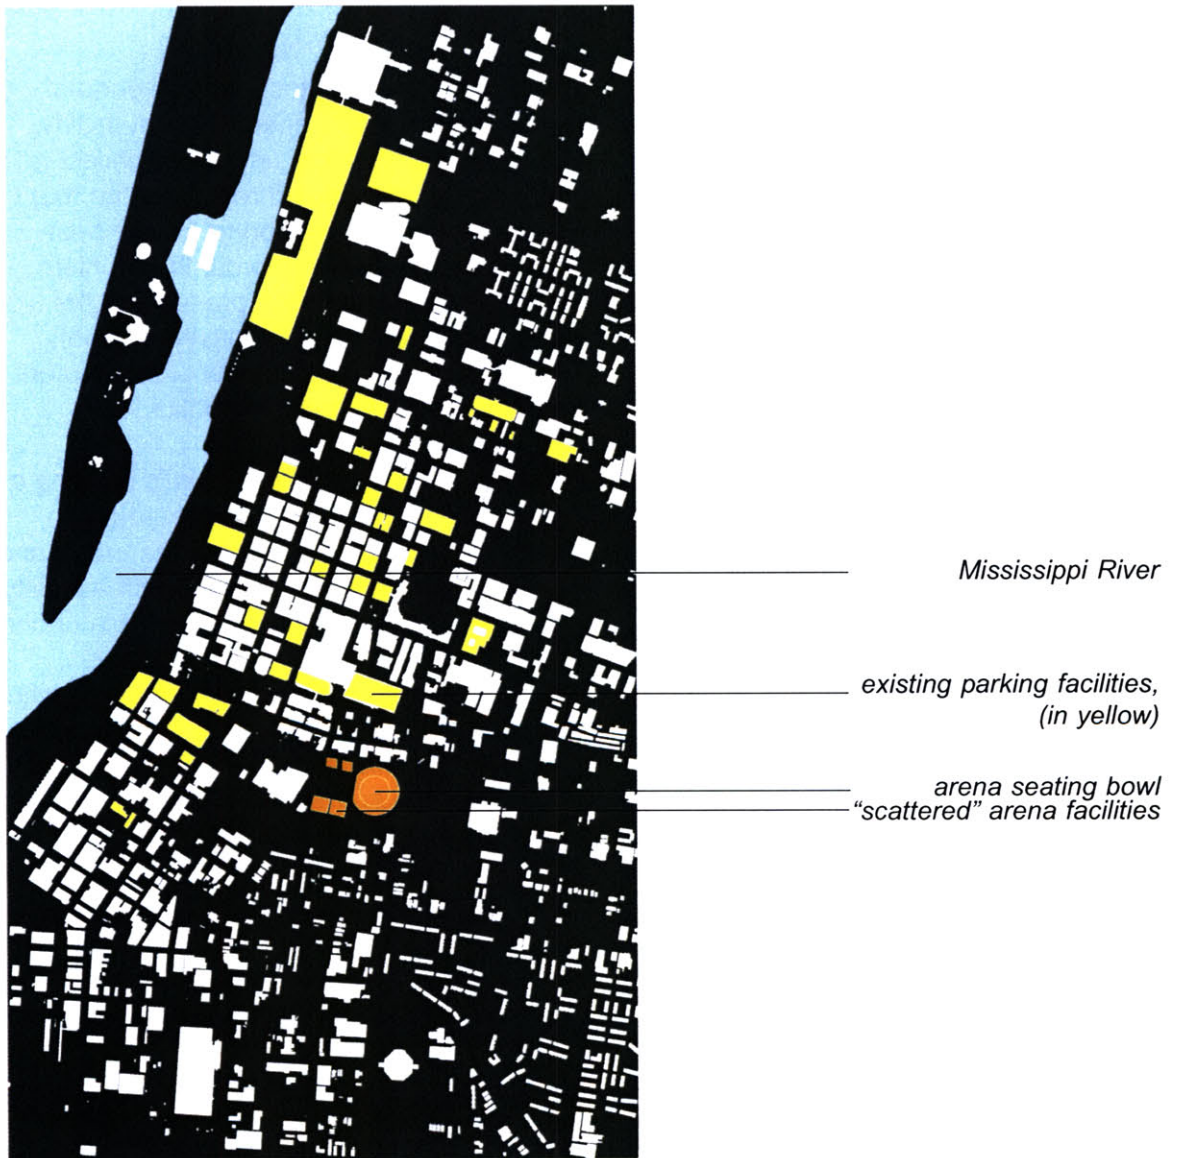 Mississippi River
existing parking facilities,
(in yellow)
arena seating bowl
"scattered" arena facilities